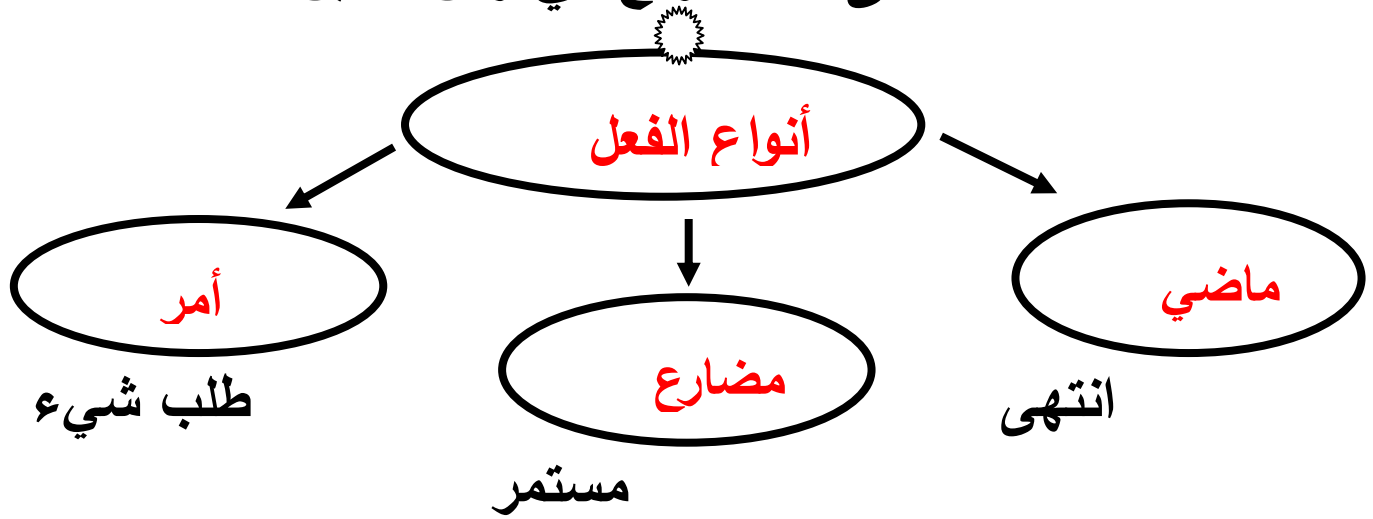 أنواع الفعل
ماضي
مضارع
أمر
انتهى
مستمر
طلب شيء